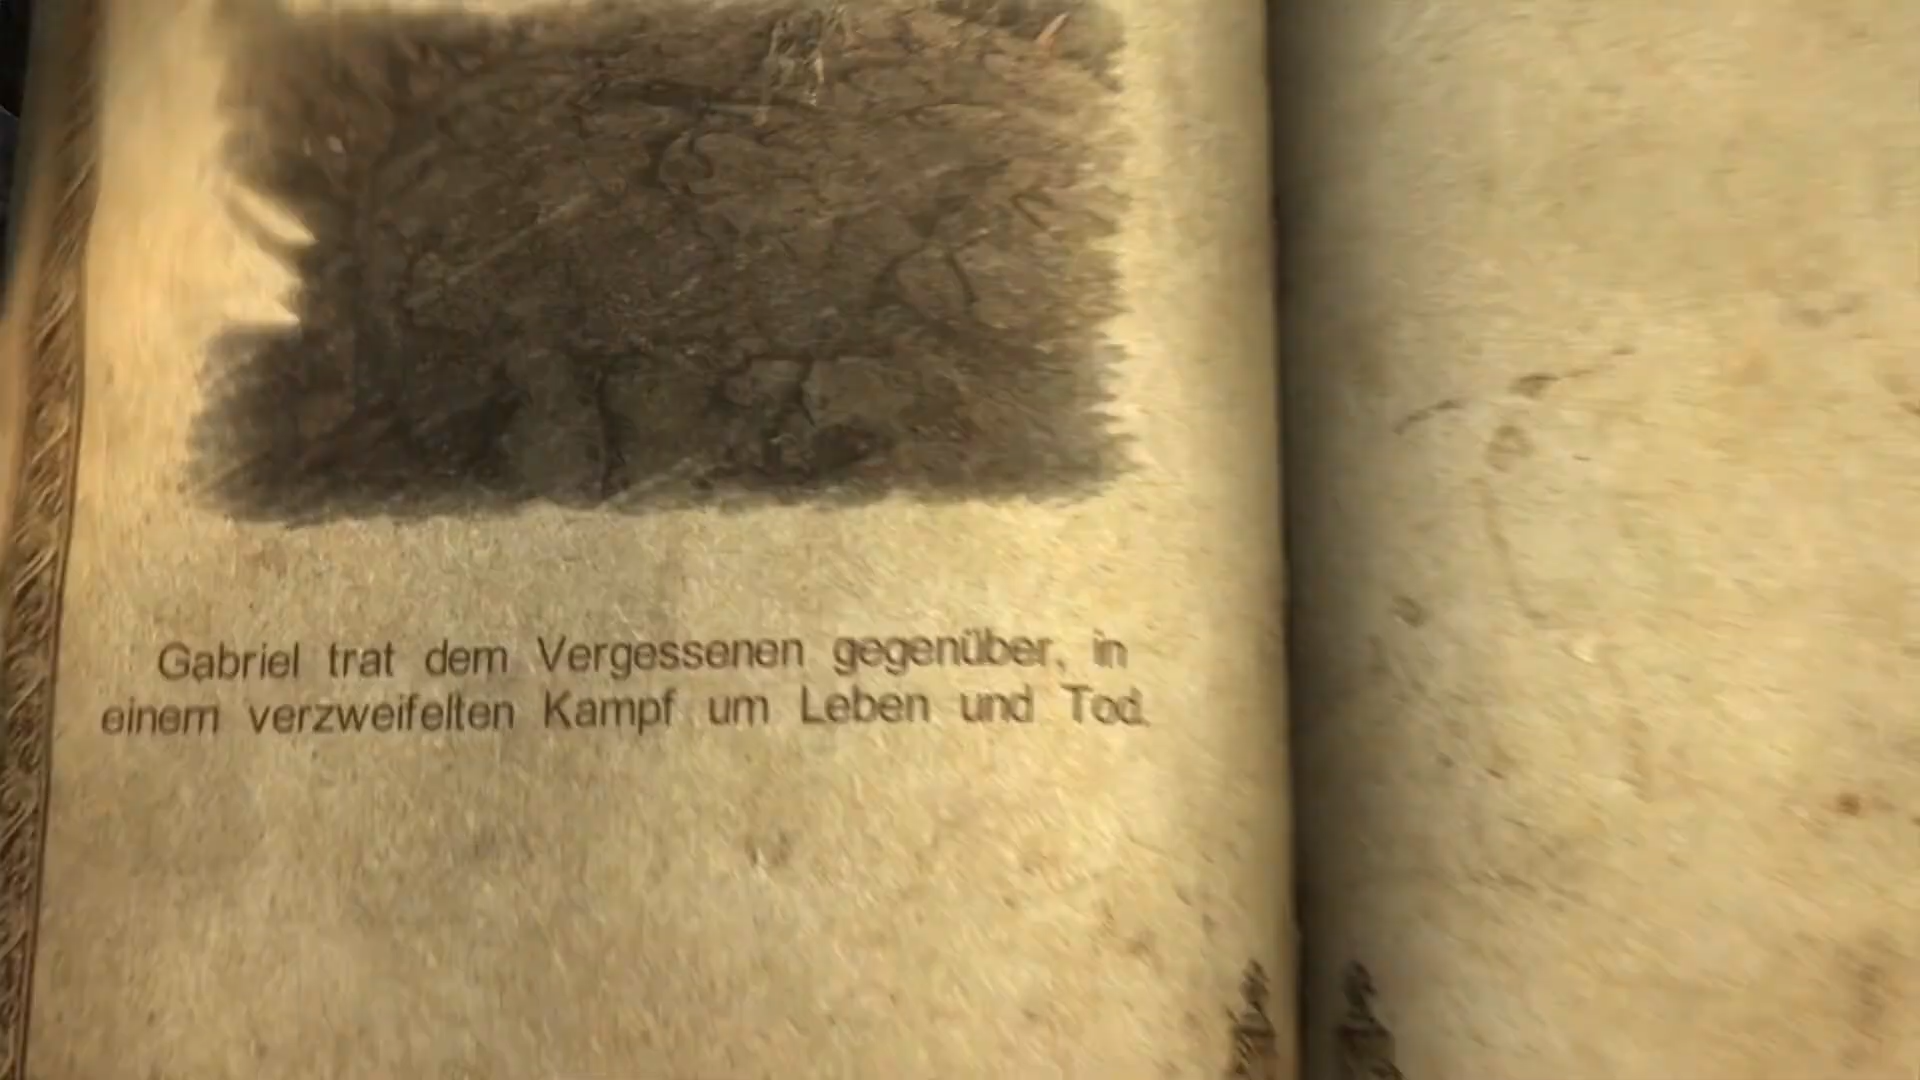 Gabriel trat dem Vergessenen gegenüber, in
einem verzweifelten Kampf um Leben und Tod.